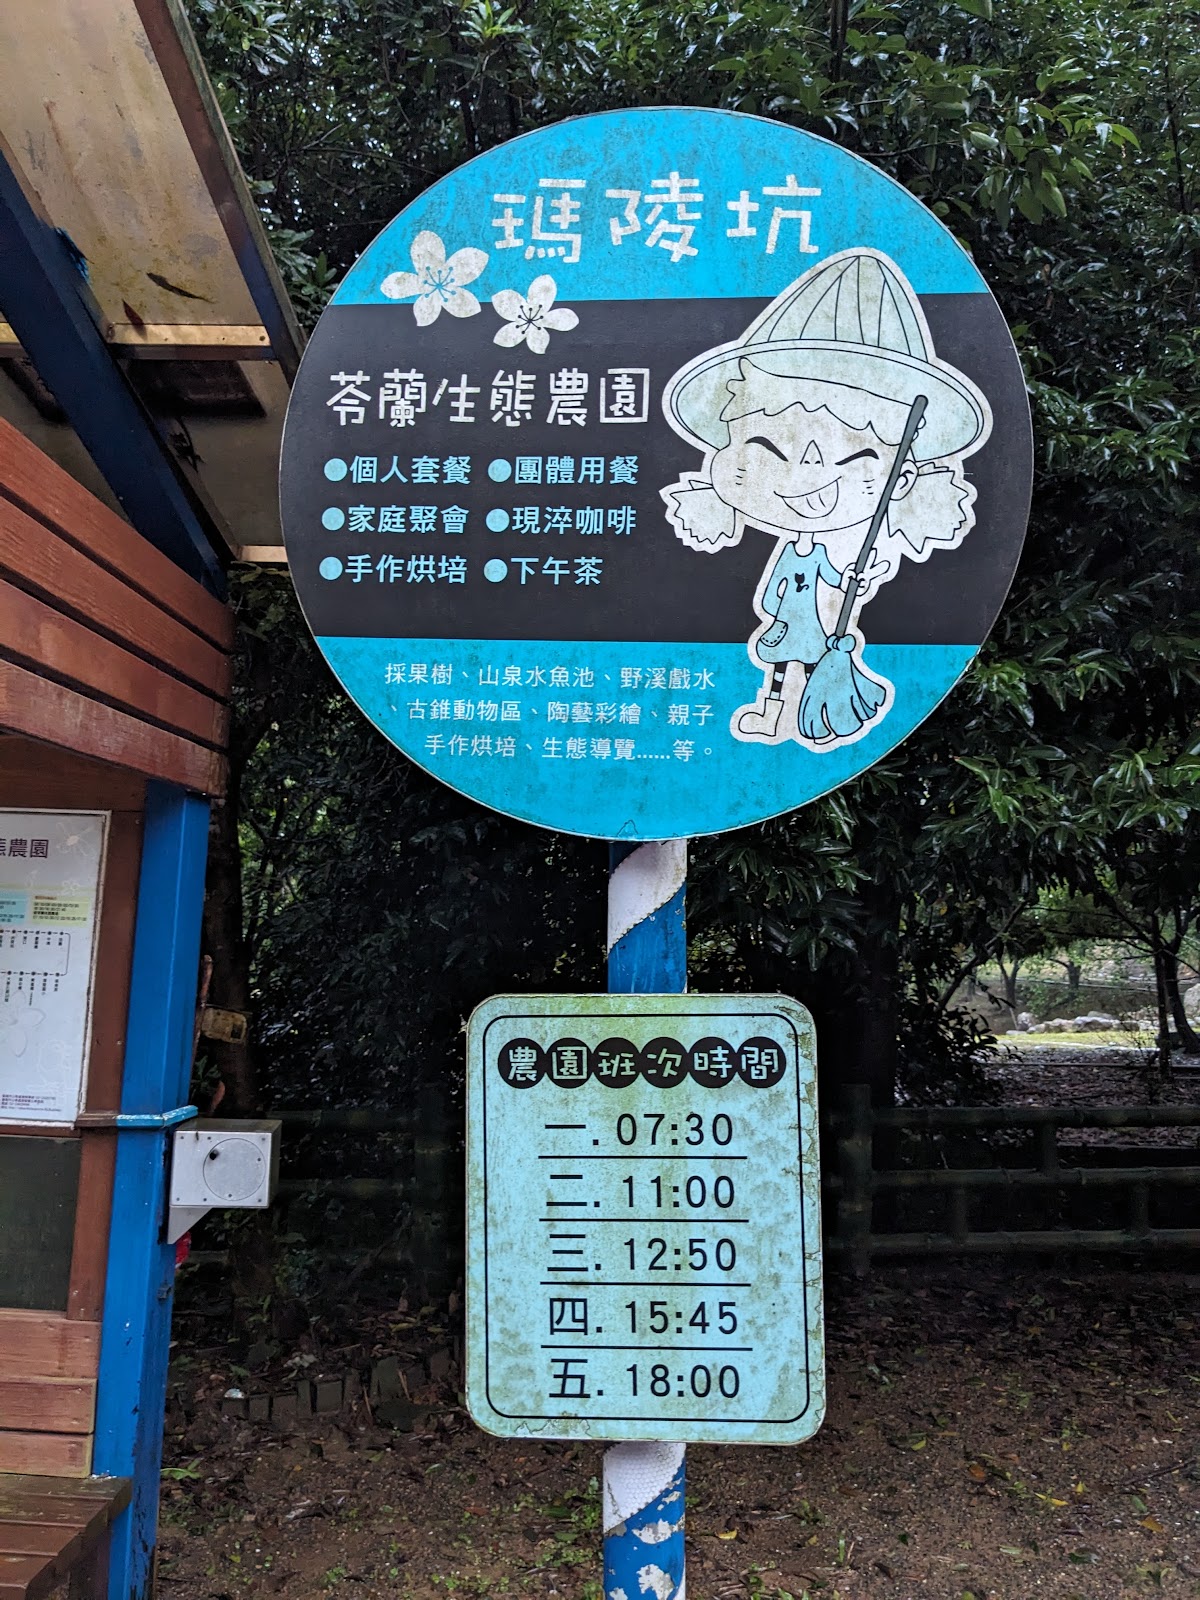 瑪陵坑
苓蘭生態農園
●個人套餐 ●團體用餐
●家庭聚會 ●現淬咖啡
●手作烘培 ●下午茶
採果樹、山泉水魚池、野溪戲水
、古錐動物區、陶藝彩繪、親子
手作烘培、生態導覽......等。
態農園
農園班次時間
一. 07:30
二. 11:00
三. 12:50
四. 15:45
五. 18:00